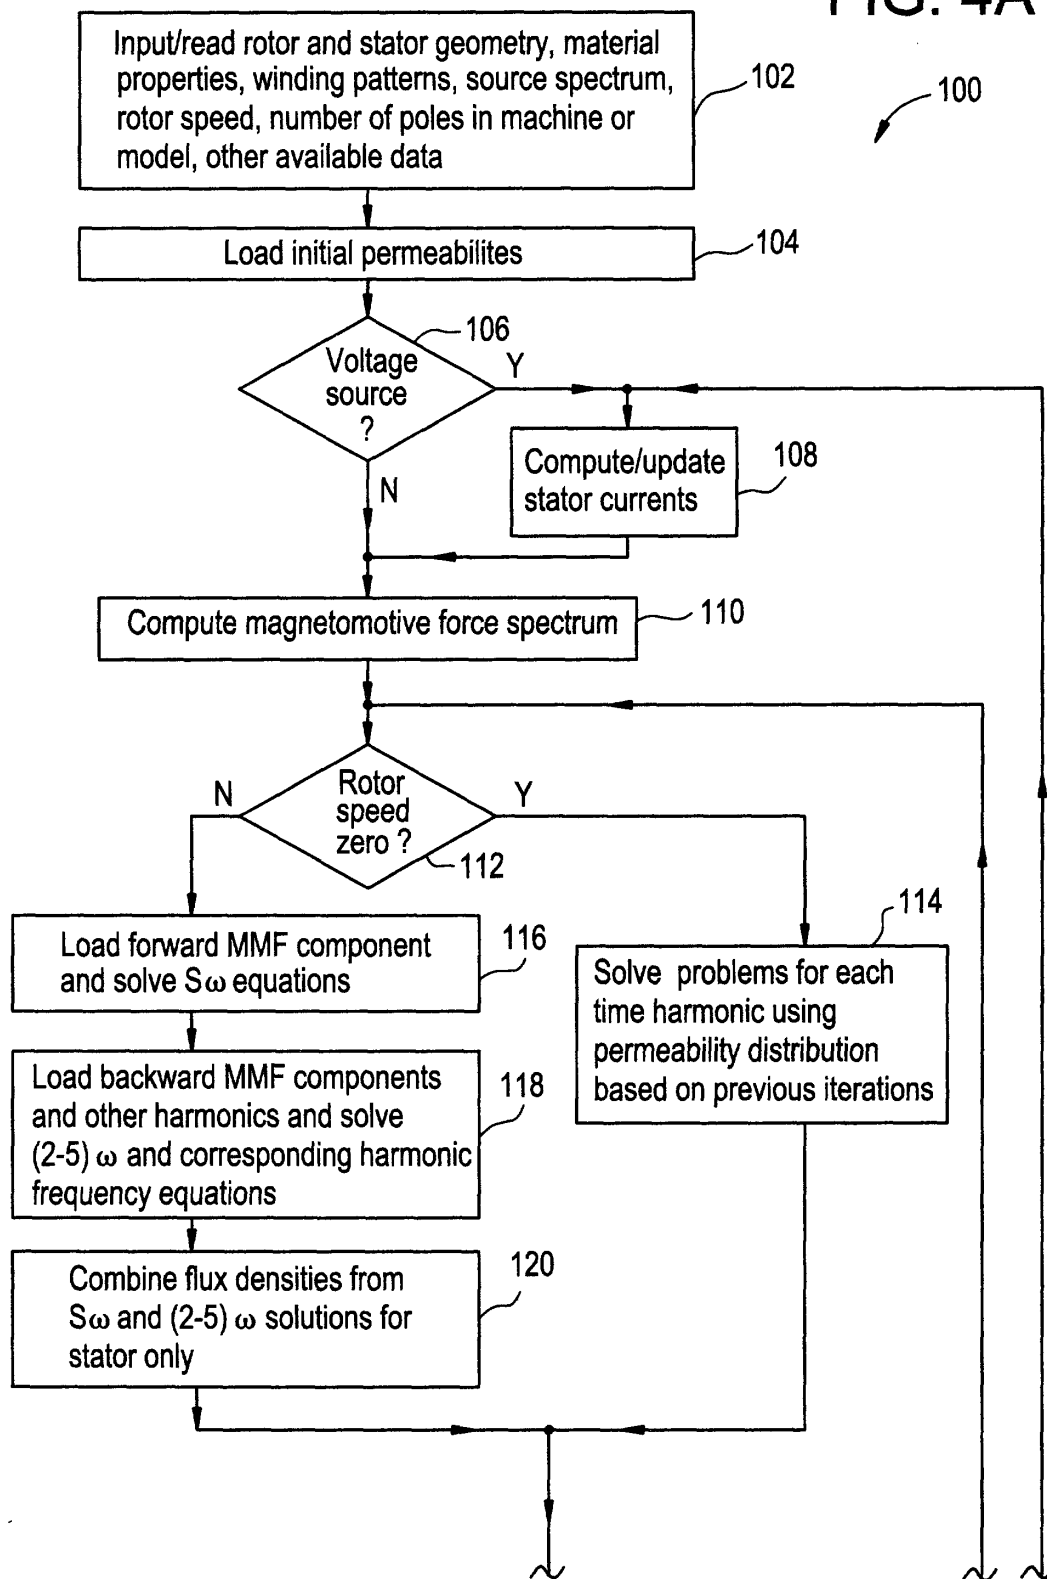 FIG. 4A
Input/read rotor and stator geometry, material
properties, winding patterns, source spectrum,
rotor speed, number of poles in machine or
model, other available data
102
100
Load initial permeabilites
104
106
Voltage
source
?
Y
N
Compute/update
stator currents
108
Compute magnetomotive force spectrum
110
Rotor
speed
zero ?
N
Y
112
114
Load forward MMF component
and solve Sω equations
116
Solve problems for each
time harmonic using
permeability distribution
based on previous iterations
Load backward MMF components
and other harmonics and solve
(2-5) ω and corresponding harmonic
frequency equations
118
Combine flux densities from
Sω and (2-5) ω solutions for
stator only
120